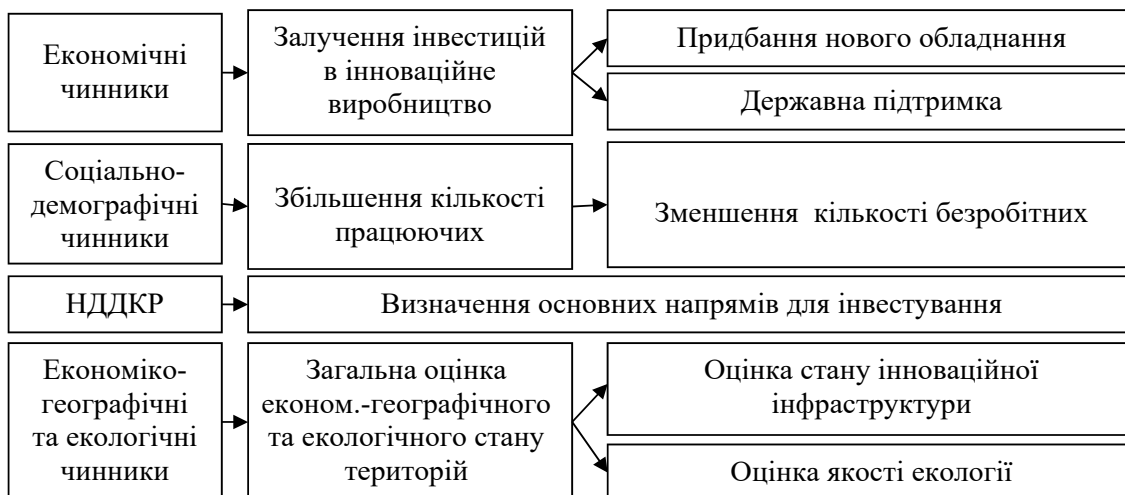 Економічні
чинники
Залучення інвестицій
в інноваційне
виробництво
Придбання нового обладнання
Державна підтримка
Соціально-
демографічні
чинники
Збільшення кількості
працюючих
Зменшення кількості безробітних
НДДКР
Визначення основних напрямів для інвестування
Економіко-
географічні
та екологічні
чинники
Загальна оцінка
економ.-географічного
та екологічного стану
територій
Оцінка стану інноваційної
інфраструктури
Оцінка якості екології